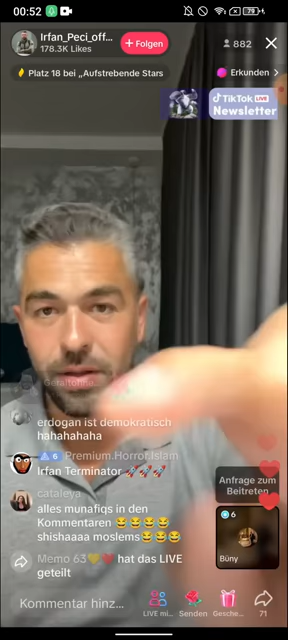 00:52
79
Irfan_Peci_off...
178.3K Likes
+ Folgen
882
Platz 18 bei „Aufstrebende Stars
Erkunden >
TikTok LIVE
Newsletter
erdogan ist demokratisch
hahahahaha
6 Premium.Horror.Islam
Irfan Terminator 🚀🚀🚀
cataleya
alles munafiqs in den
Kommentaren 😂😂😂😂
shishaaaa moslems😂😂😂
Memo 63💛❤️ hat das LIVE
geteilt
Anfrage zum
Beitreten
6
Büny
Kommentar hinz...
LIVE mi...
Senden
Gesche...
71